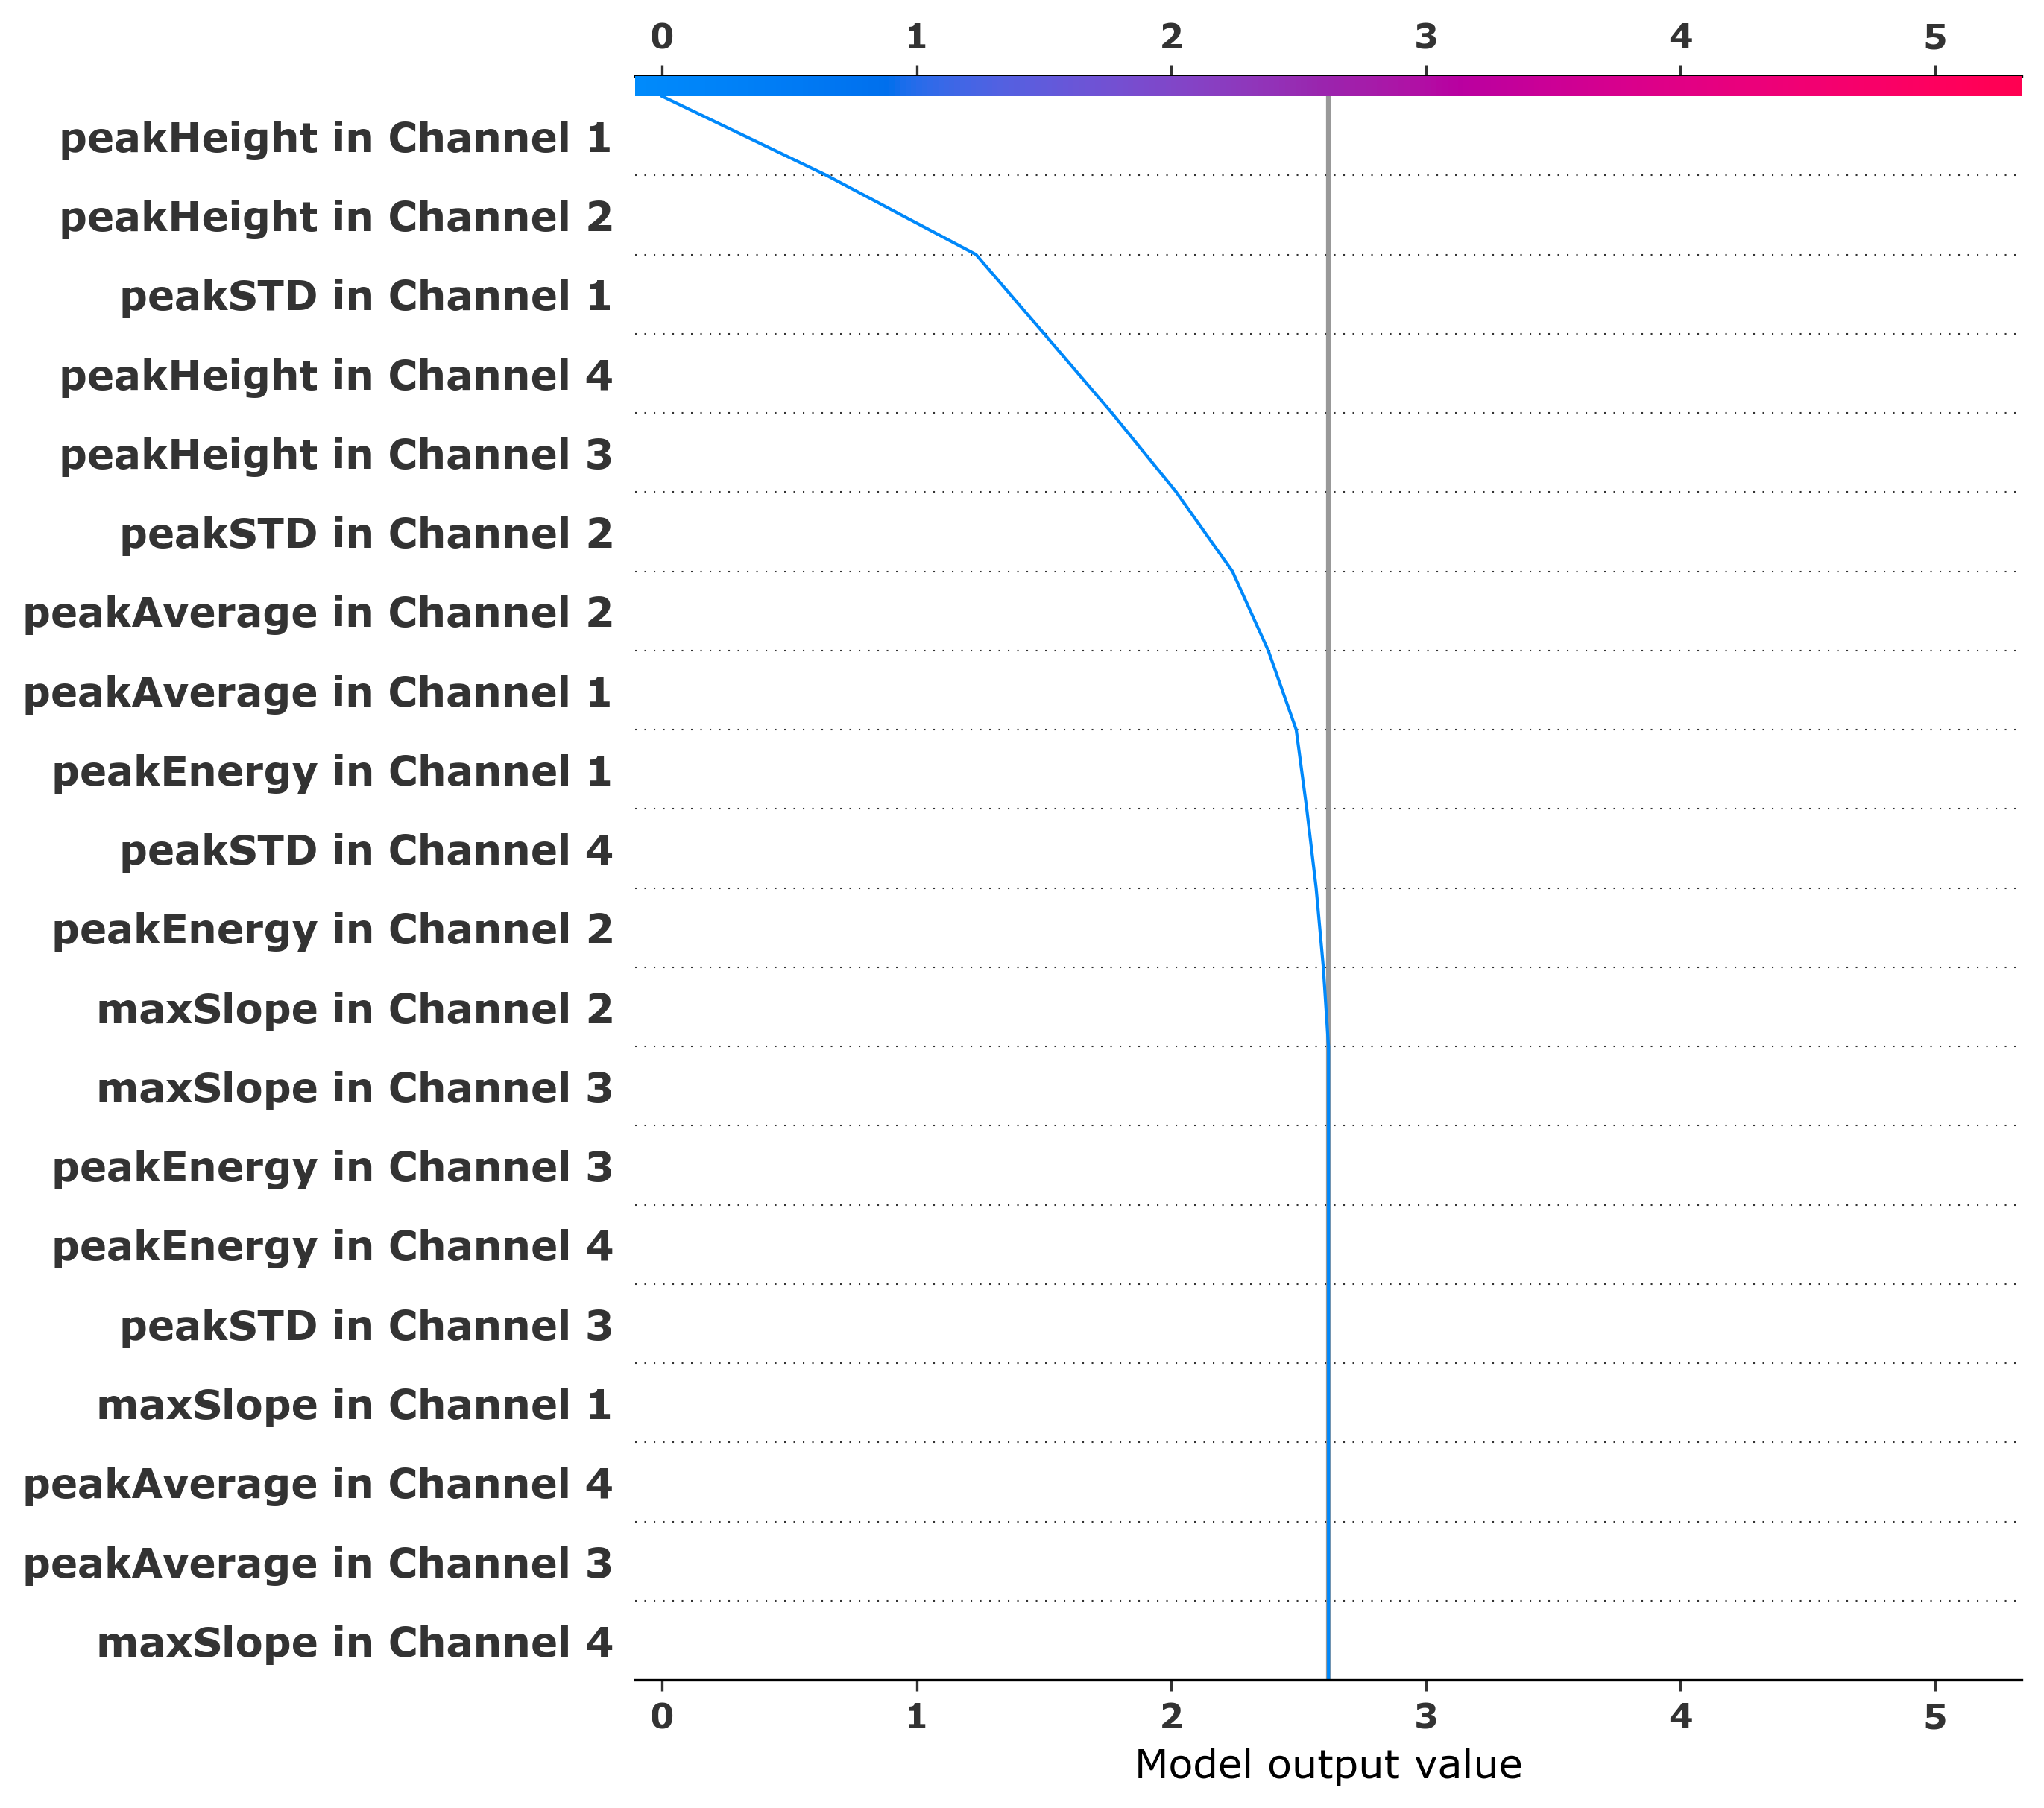 0 1 2 3 4 5
peakHeight in Channel 1
peakHeight in Channel 2
peakSTD in Channel 1
peakHeight in Channel 4
peakHeight in Channel 3
peakSTD in Channel 2
peakAverage in Channel 2
peakAverage in Channel 1
peakEnergy in Channel 1
peakSTD in Channel 4
peakEnergy in Channel 2
maxSlope in Channel 2
maxSlope in Channel 3
peakEnergy in Channel 3
peakEnergy in Channel 4
peakSTD in Channel 3
maxSlope in Channel 1
peakAverage in Channel 4
peakAverage in Channel 3
maxSlope in Channel 4
0 1 2 3 4 5
Model output value